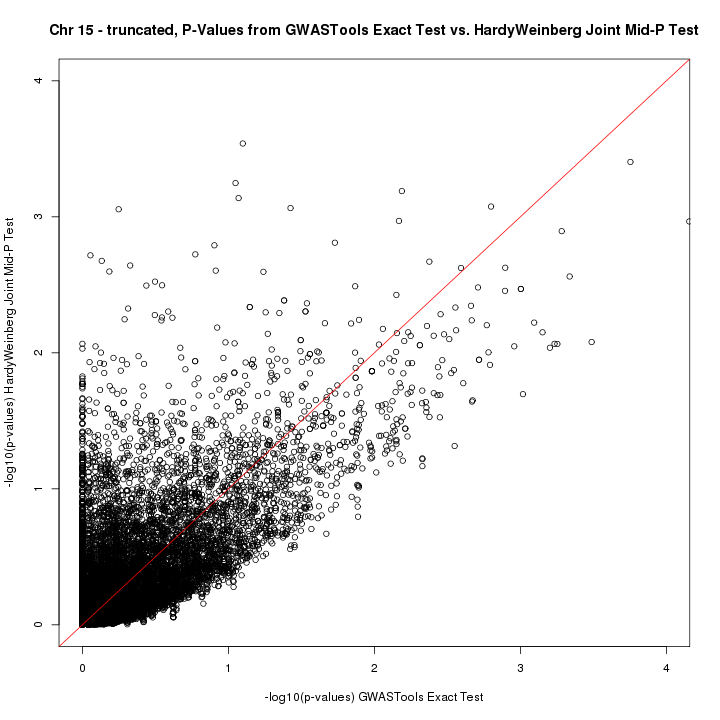 Chr 15 - truncated, P-Values from GWASTools Exact Test vs. HardyWeinberg Joint Mid-P Test
-log10(p-values) HardyWeinberg Joint Mid-P Test
4
3
2
1
0
0 1 2 3 4
-log10(p-values) GWASTools Exact Test